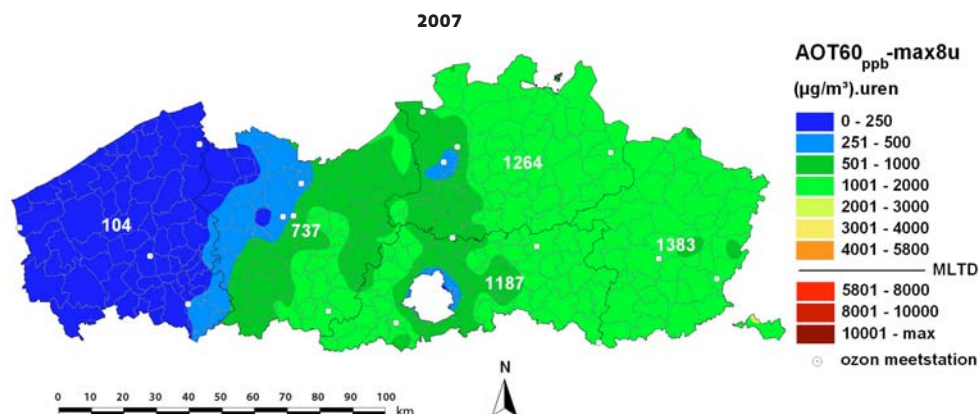 2007
AOT60ppb-max8u
(µg/m³).uren
0 - 250
251 - 500
501 - 1000
1001 - 2000
2001 - 3000
3001 - 4000
4001 - 5800
MLTD
5801 - 8000
8001 - 10000
10001 - max
ozon meetstation
1264
104
737
1383
1187
N
0 10 20 30 40 50 60 70 80 90 100
km